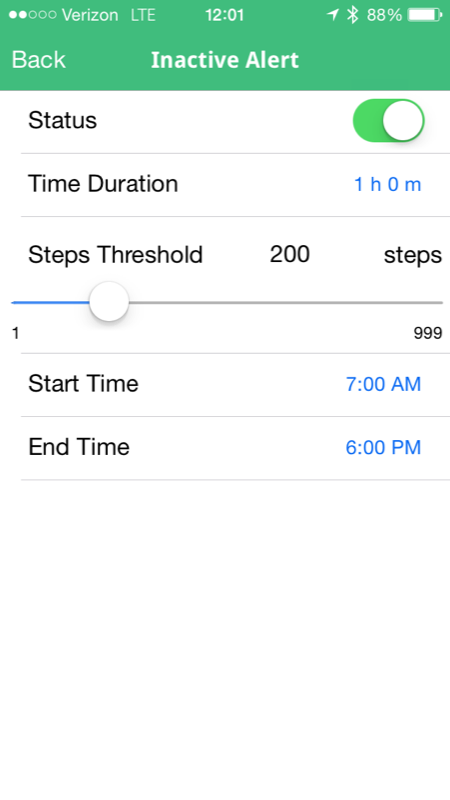 Verizon LTE 12:01 88%
Back Inactive Alert
Status
Time Duration 1 h 0 m
Steps Threshold 200 steps
1 999
Start Time 7:00 AM
End Time 6:00 PM